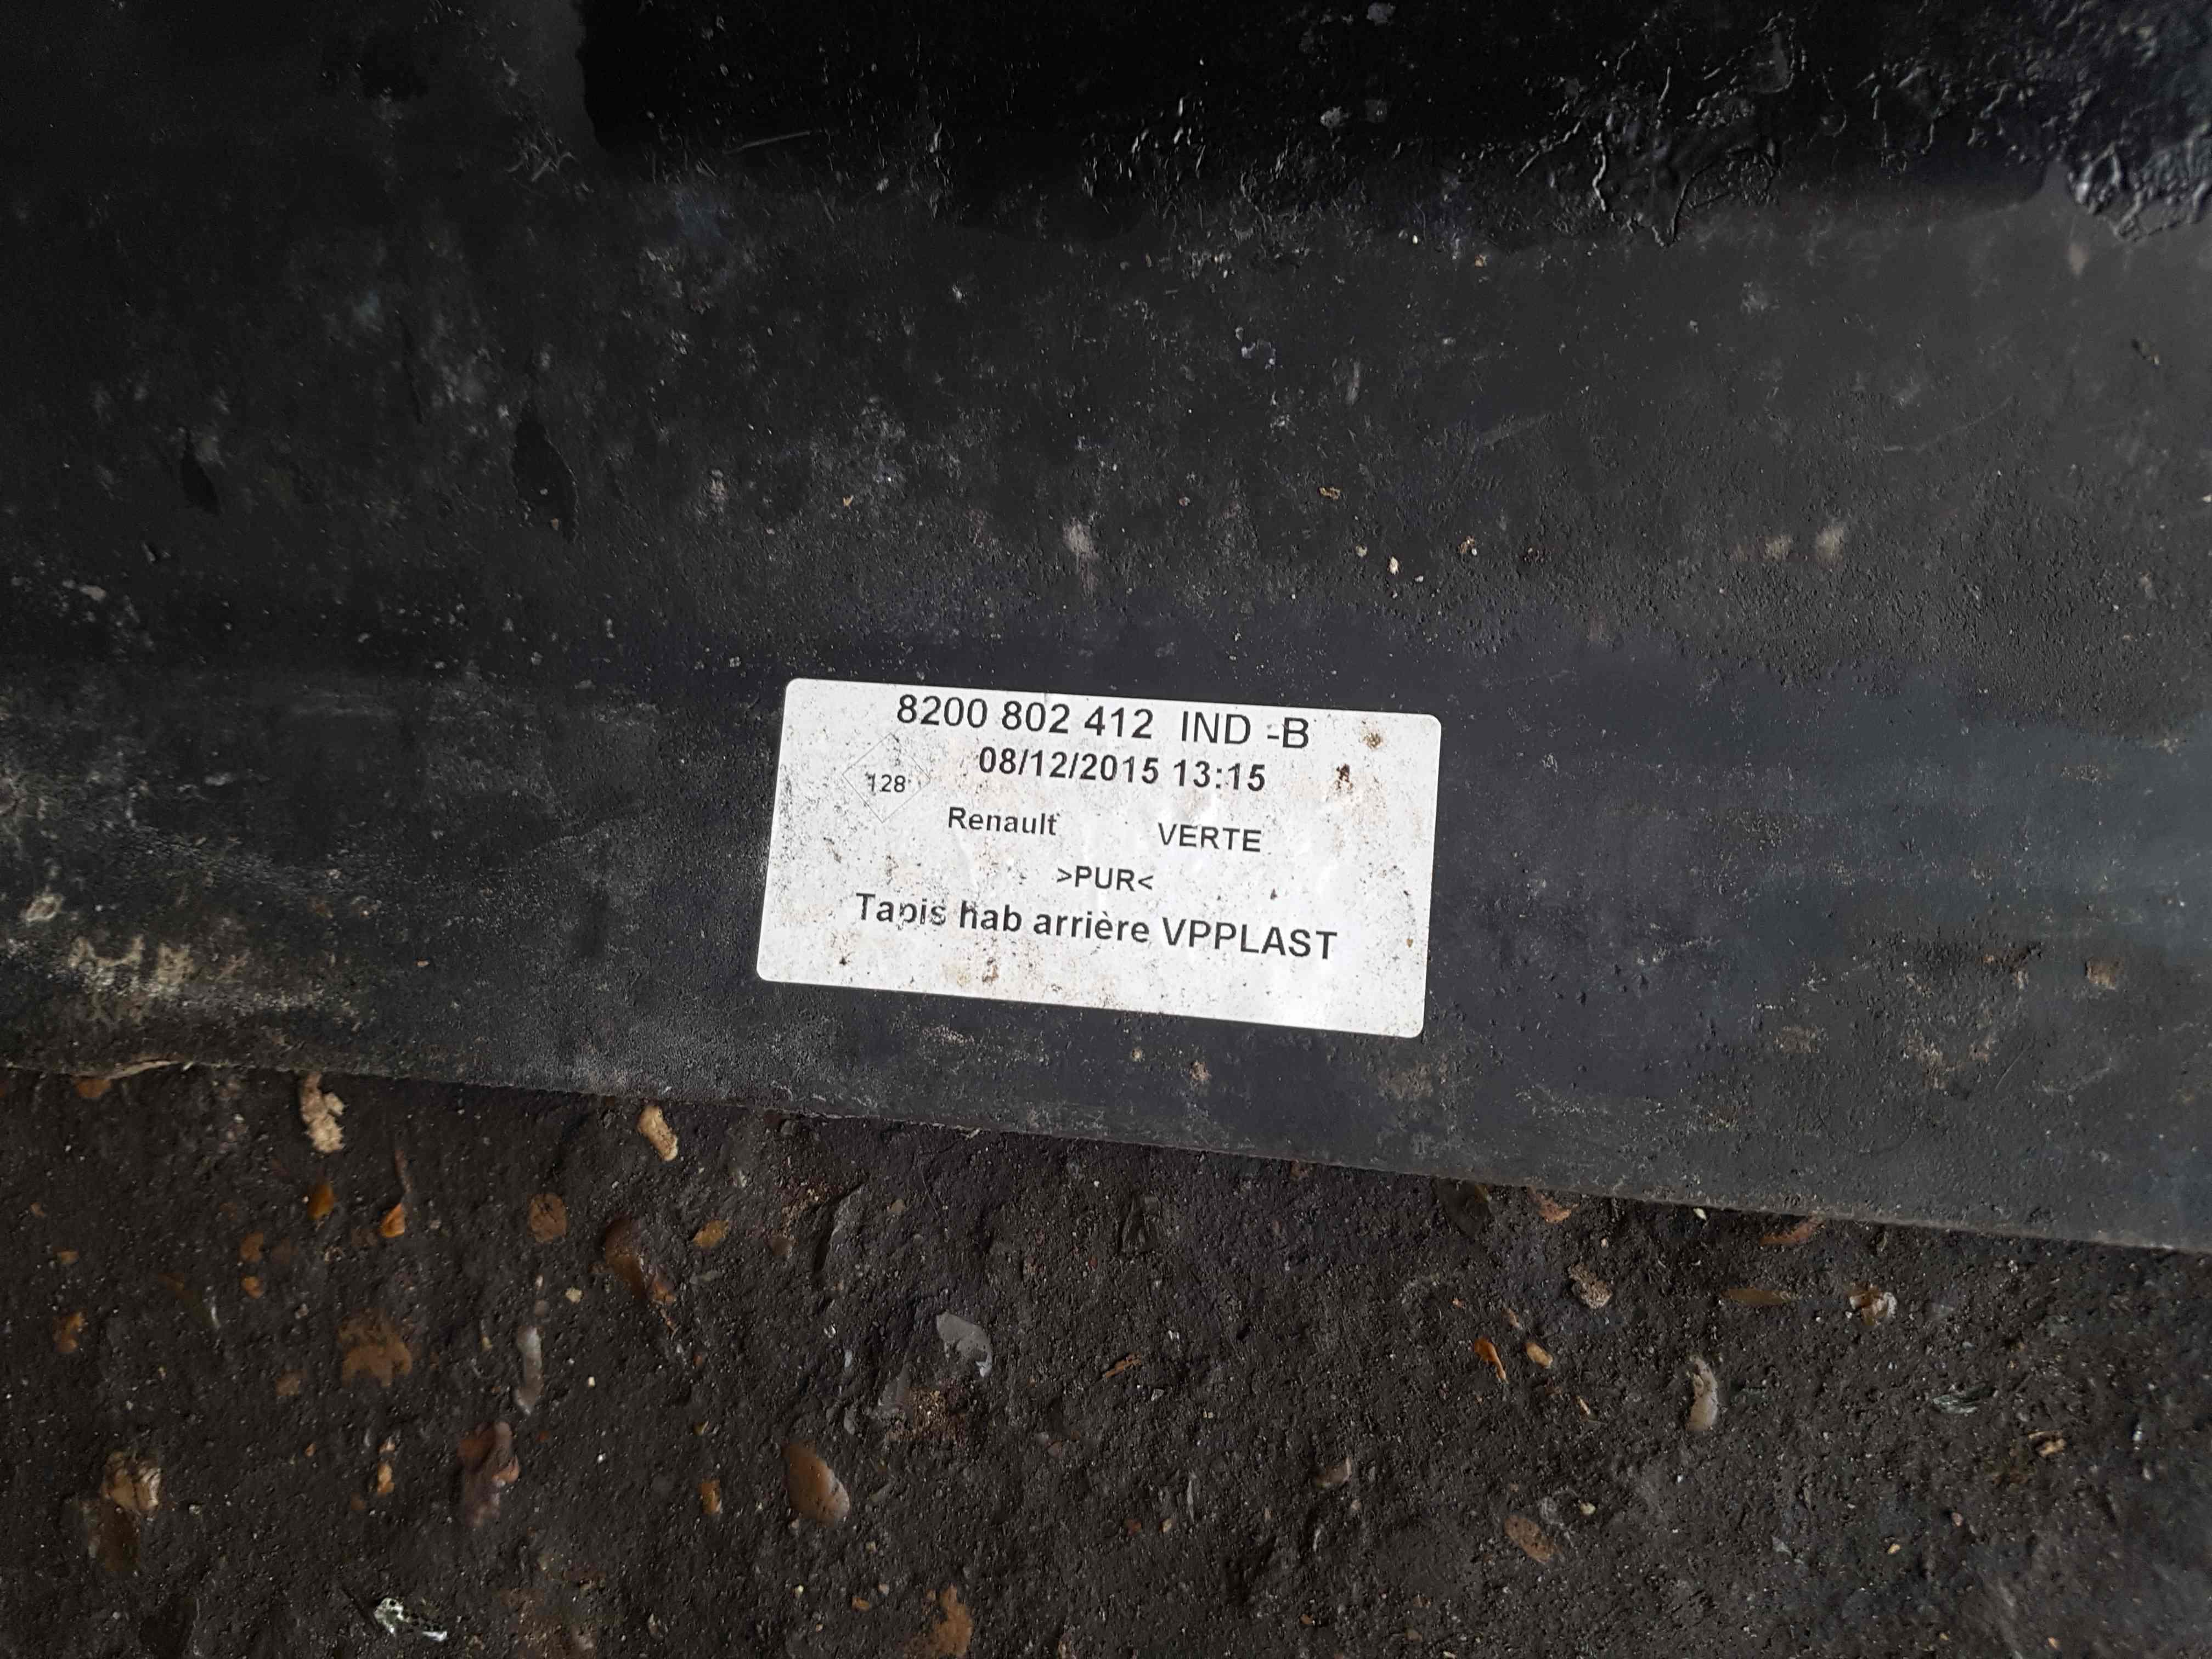 8200 802 412 IND -B
08/12/2015 13:15
128
Renault VERTE
>PUR<
Tapis hab arrière VPPLAST